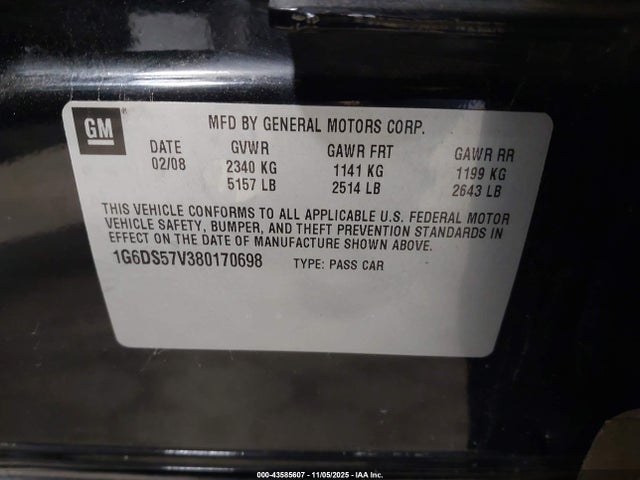 GM®
MFD BY GENERAL MOTORS CORP.
DATE GVWR GAWR FRT GAWR RR
02/08 2340 KG 1141 KG 1199 KG
5157 LB 2514 LB 2643 LB
THIS VEHICLE CONFORMS TO ALL APPLICABLE U.S. FEDERAL MOTOR
VEHICLE SAFETY, BUMPER, AND THEFT PREVENTION STANDARDS IN
EFFECT ON THE DATE OF MANUFACTURE SHOWN ABOVE.
1G6DS57V380170698 TYPE: PASS CAR
000-43585607 - 11/05/2025 - IAA Inc.